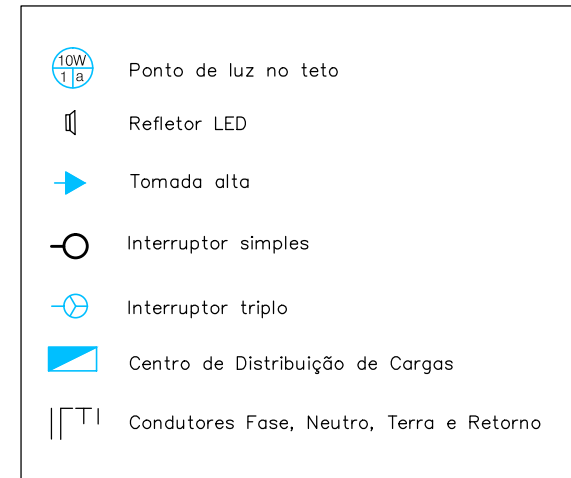 10W
1 a
Ponto de luz no teto
Refletor LED
Tomada alta
Interruptor simples
Interruptor triplo
Centro de Distribuição de Cargas
Condutores Fase, Neutro, Terra e Retorno